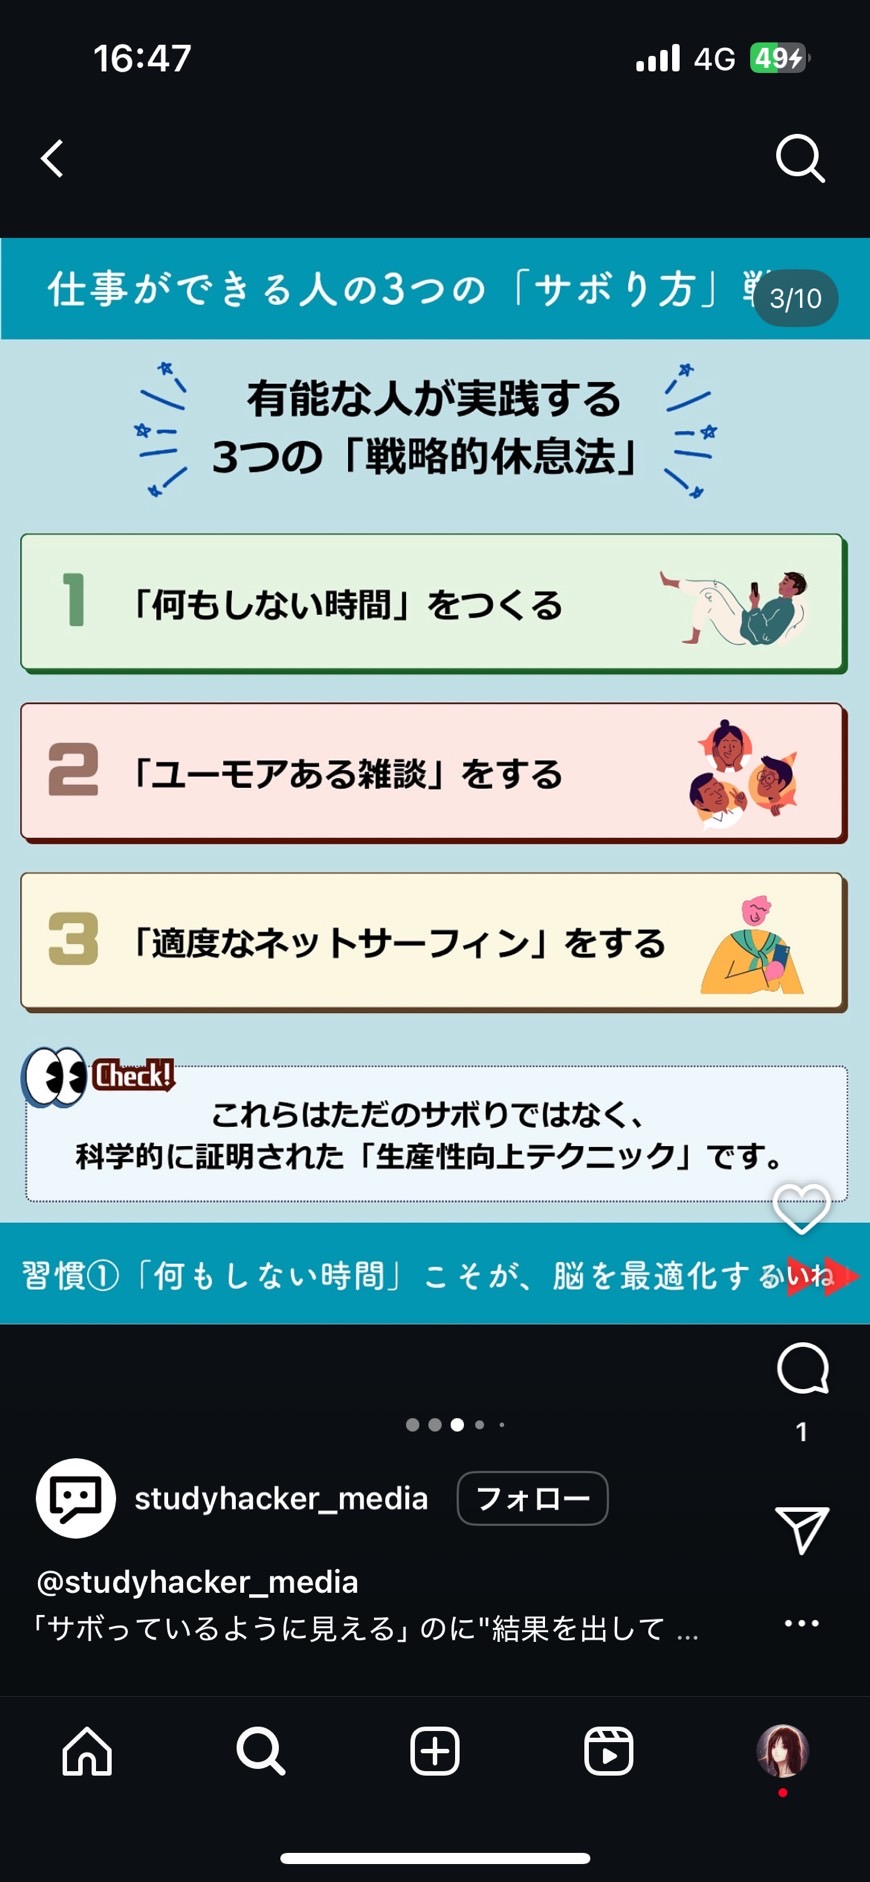 16:47
4G
49
仕事ができる人の3つの「サボり方」
3/10
有能な人が実践する
3つの「戦略的休息法」
1 「何もしない時間」をつくる
2 「ユーモアある雑談」をする
3 「適度なネットサーフィン」をする
Check!
これらはただのサボりではなく、
科学的に証明された「生産性向上テクニック」です。
習慣①「何もしない時間」こそが、脳を最適化する
いいね
1
studyhacker_media
フォロー
@studyhacker_media
「サボっているように見える」のに"結果を出して ...